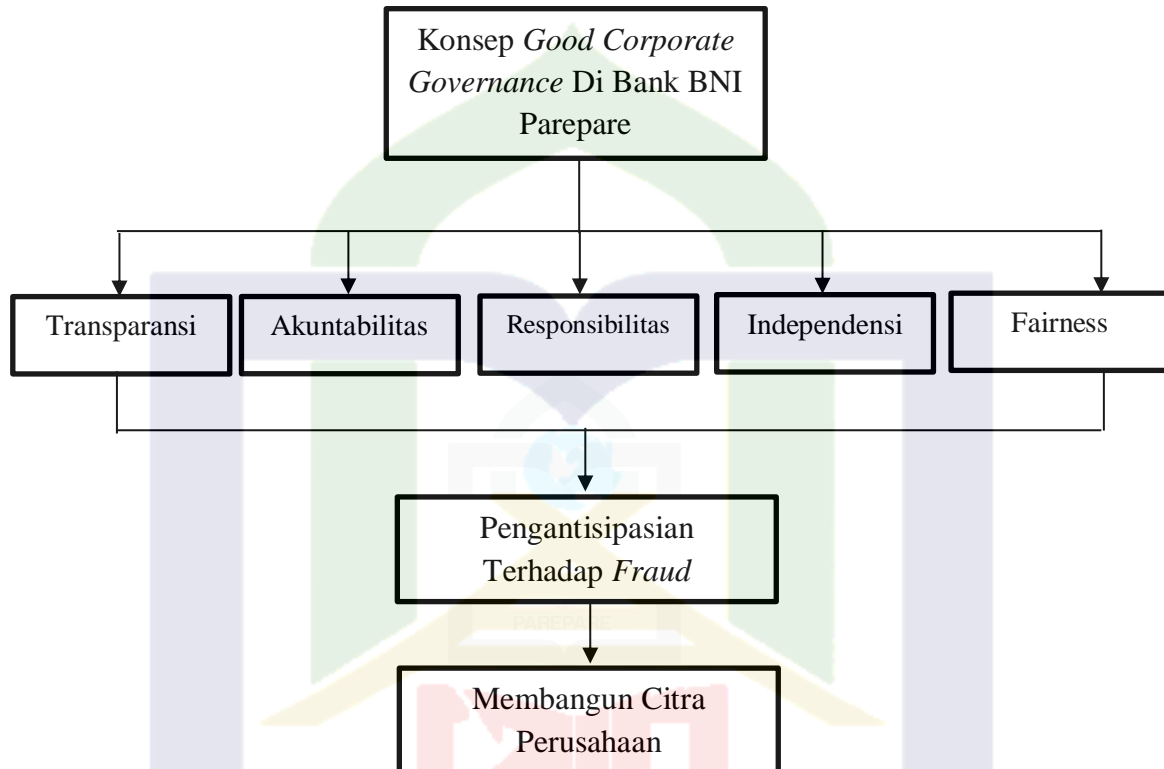 Konsep Good Corporate
Governance Di Bank BNI
Parepare
Transparansi
Akuntabilitas
Responsibilitas
Independensi
Fairness
Pengantisipasian
Terhadap Fraud
PAREPARE
Membangun Citra
Perusahaan